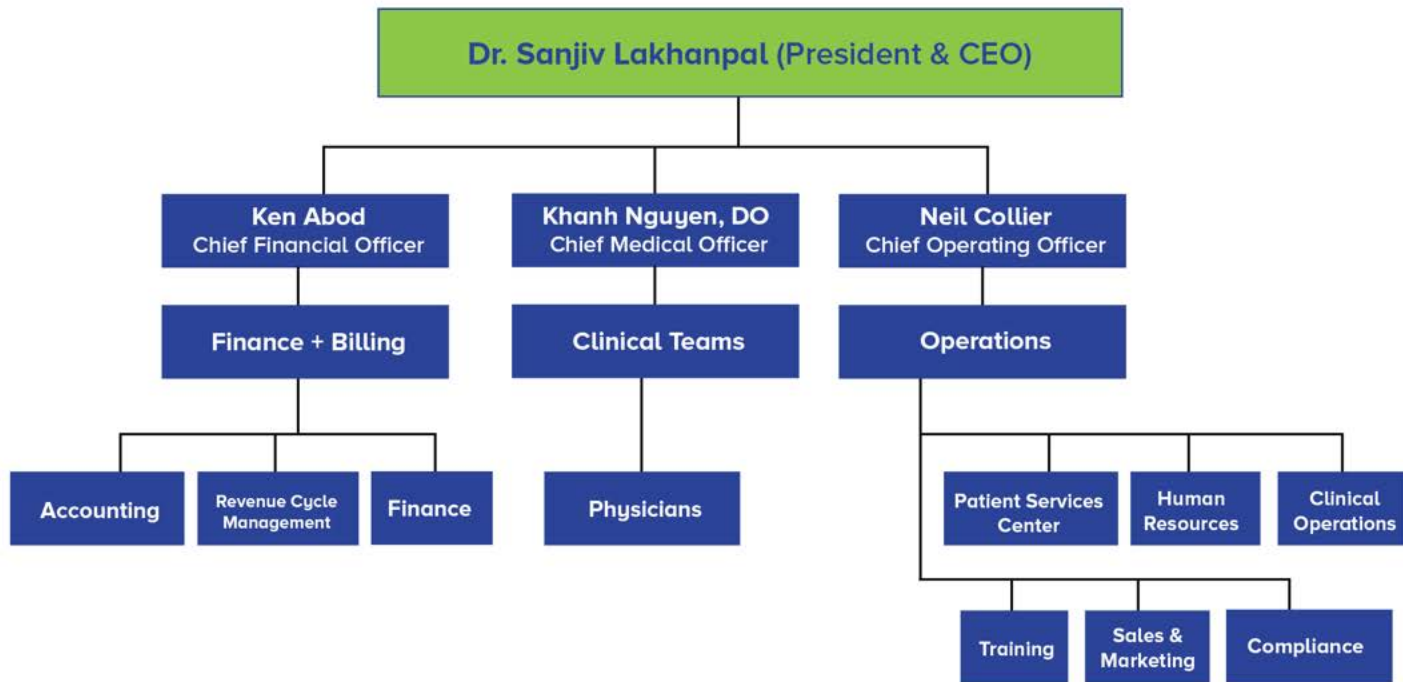 Dr. Sanjiv Lakhanpal (President & CEO)
Ken Abod
Chief Financial Officer
Khanh Nguyen, DO
Chief Medical Officer
Neil Collier
Chief Operating Officer
Finance + Billing
Clinical Teams
Operations
Accounting
Revenue Cycle
Management
Finance
Physicians
Patient Services
Center
Human
Resources
Clinical
Operations
Training
Sales &
Marketing
Compliance